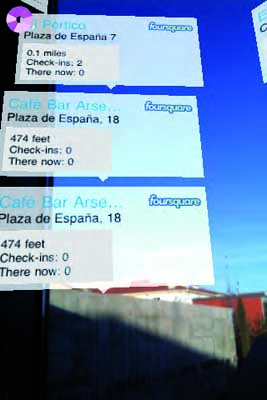 Pórtico
foursquare
Plaza de España 7
0.1 miles
Check-ins: 2
There now: 0
Café Bar Arse...
foursquare
Plaza de España, 18
474 feet
Check-ins: 0
There now: 0
Café Bar Arse...
foursquare
Plaza de España, 18
474 feet
Check-ins: 0
There now: 0